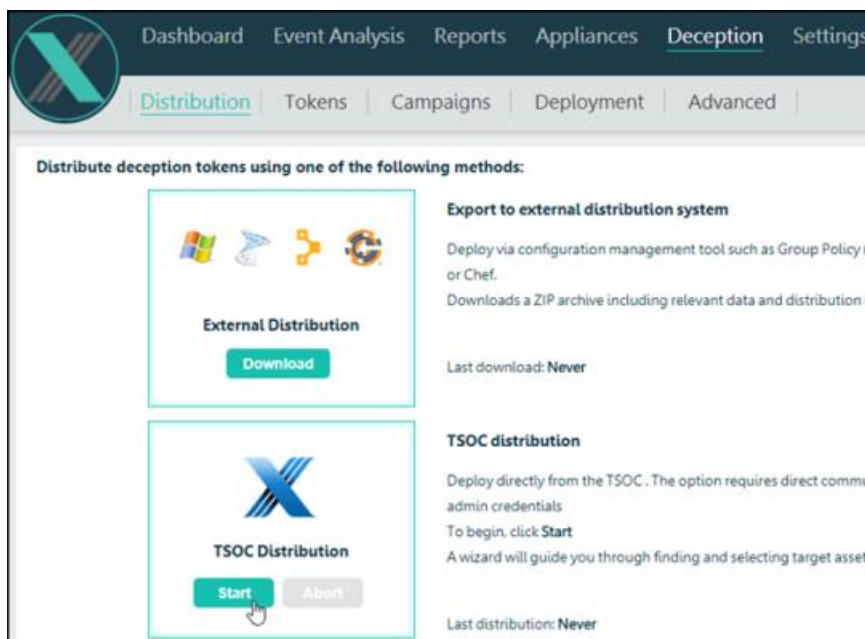 Dashboard Event Analysis Reports Appliances Deception Settings
Distribution Tokens Campaigns Deployment Advanced
Distribute deception tokens using one of the following methods:
External Distribution
Download
Export to external distribution system
Deploy via configuration management tool such as Group Policy
or Chef.
Downloads a ZIP archive including relevant data and distribution
Last download: Never
TSOC Distribution
Start Abort
TSOC distribution
Deploy directly from the TSOC . The option requires direct commu
admin credentials
To begin, click Start
A wizard will guide you through finding and selecting target asset
Last distribution: Never